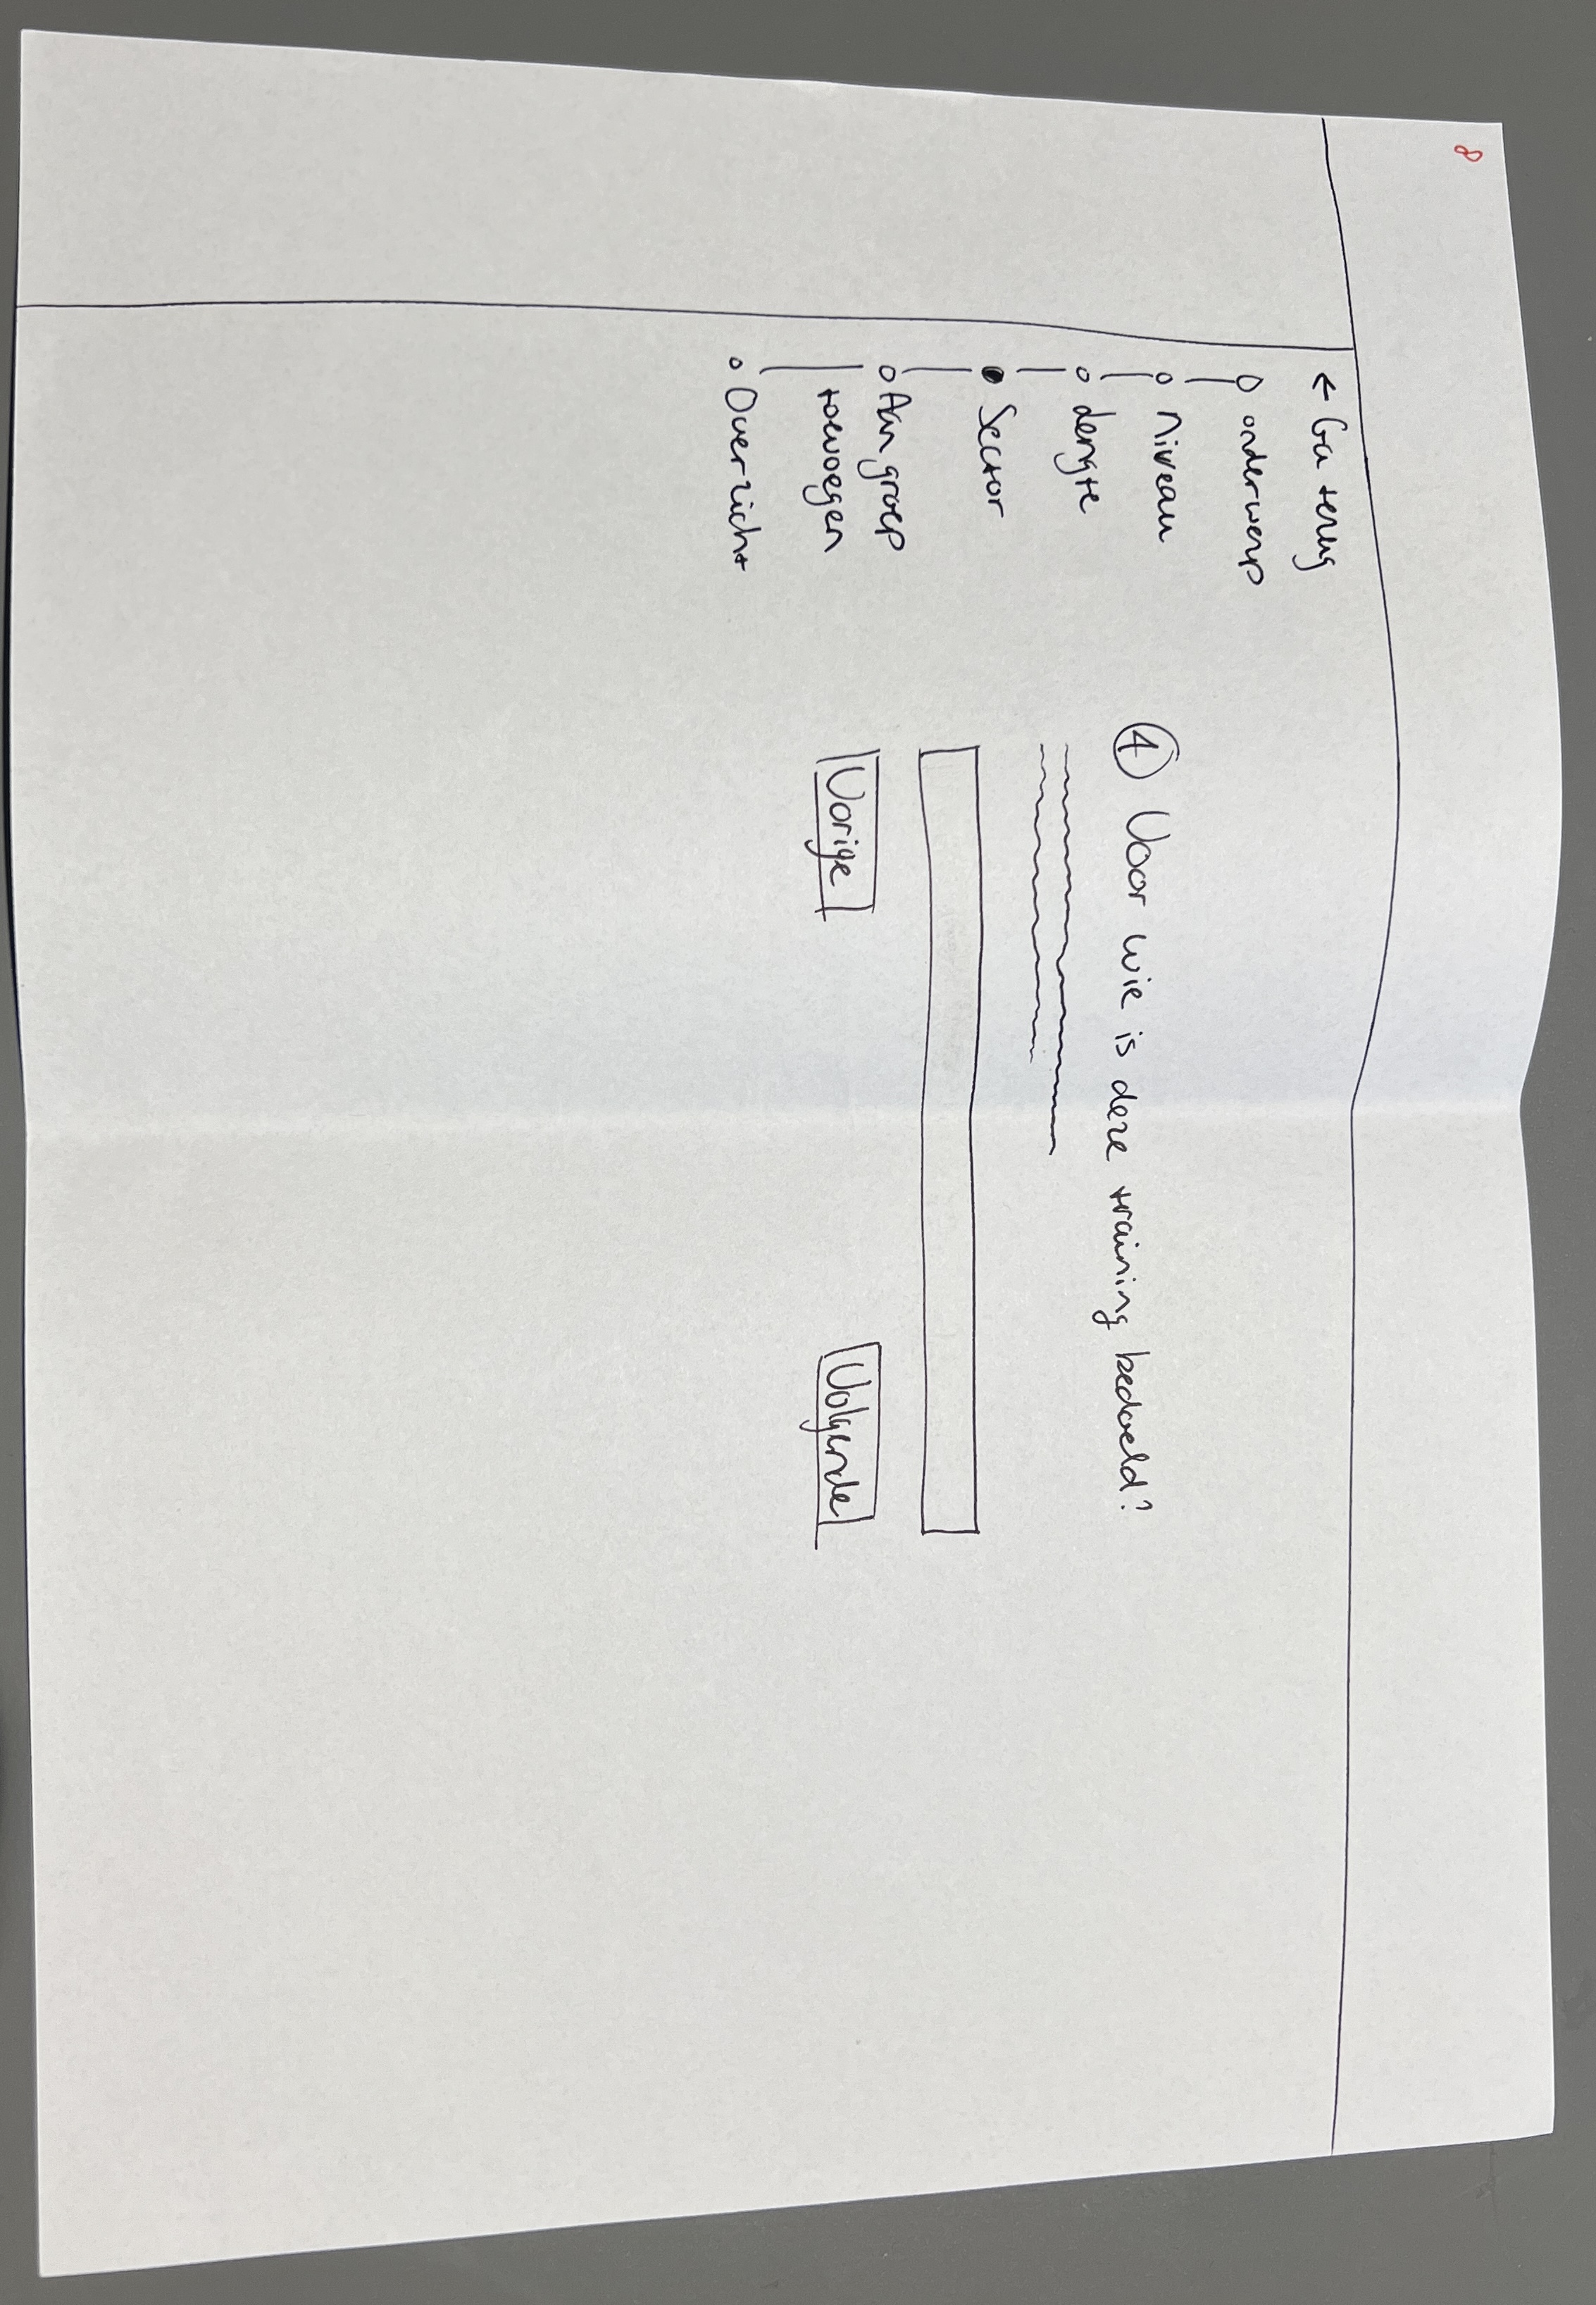 8
← Ga terug
onderwerp
Niveau
Lengte
Sector
Aan groep
toevoegen
Overzicht
④ Voor wie is deze training bedoeld?
Vorige
Volgende